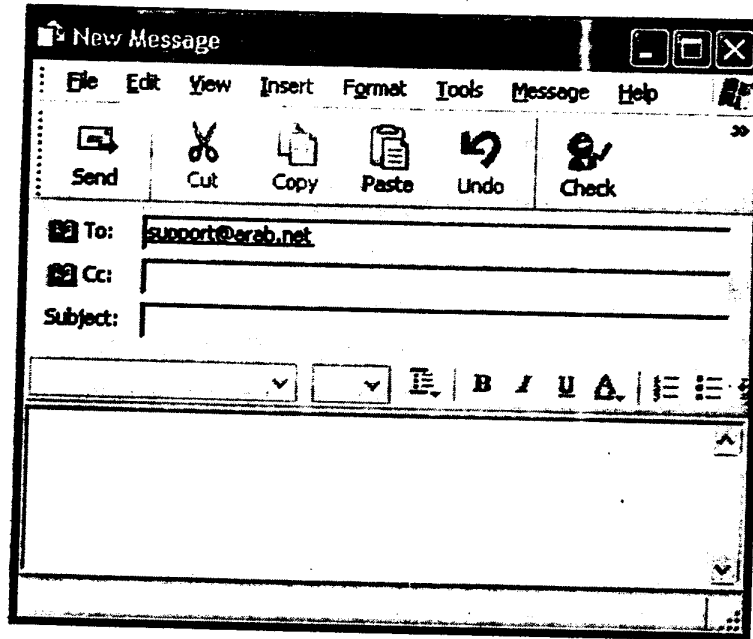 New Message
File Edit View Insert Format Tools Message Help
Send Cut Copy Paste Undo Check
To: support@arab.net
Cc:
Subject:
B I U A